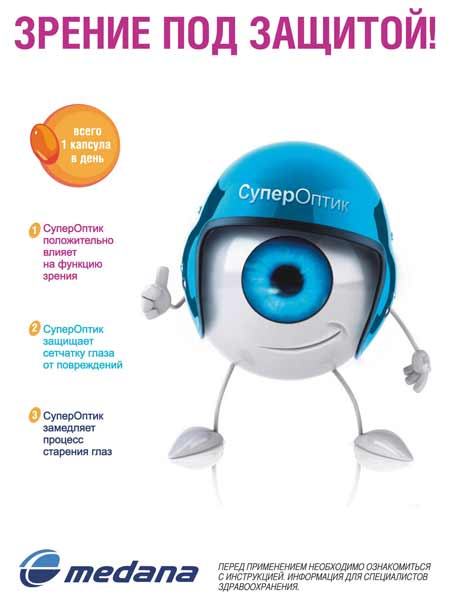 ЗРЕНИЕ ПОД ЗАЩИТОЙ!
всего
1 капсула
в день
СуперОптик
1 СуперОптик
положительно
влияет
на функцию
зрения
2 СуперОптик
защищает
сетчатку глаза
от повреждений
3 СуперОптик
замедляет
процесс
старения глаз
medana
ПЕРЕД ПРИМЕНЕНИЕМ НЕОБХОДИМО ОЗНАКОМИТЬСЯ
С ИНСТРУКЦИЕЙ. ИНФОРМАЦИЯ ДЛЯ СПЕЦИАЛИСТОВ
ЗДРАВООХРАНЕНИЯ.